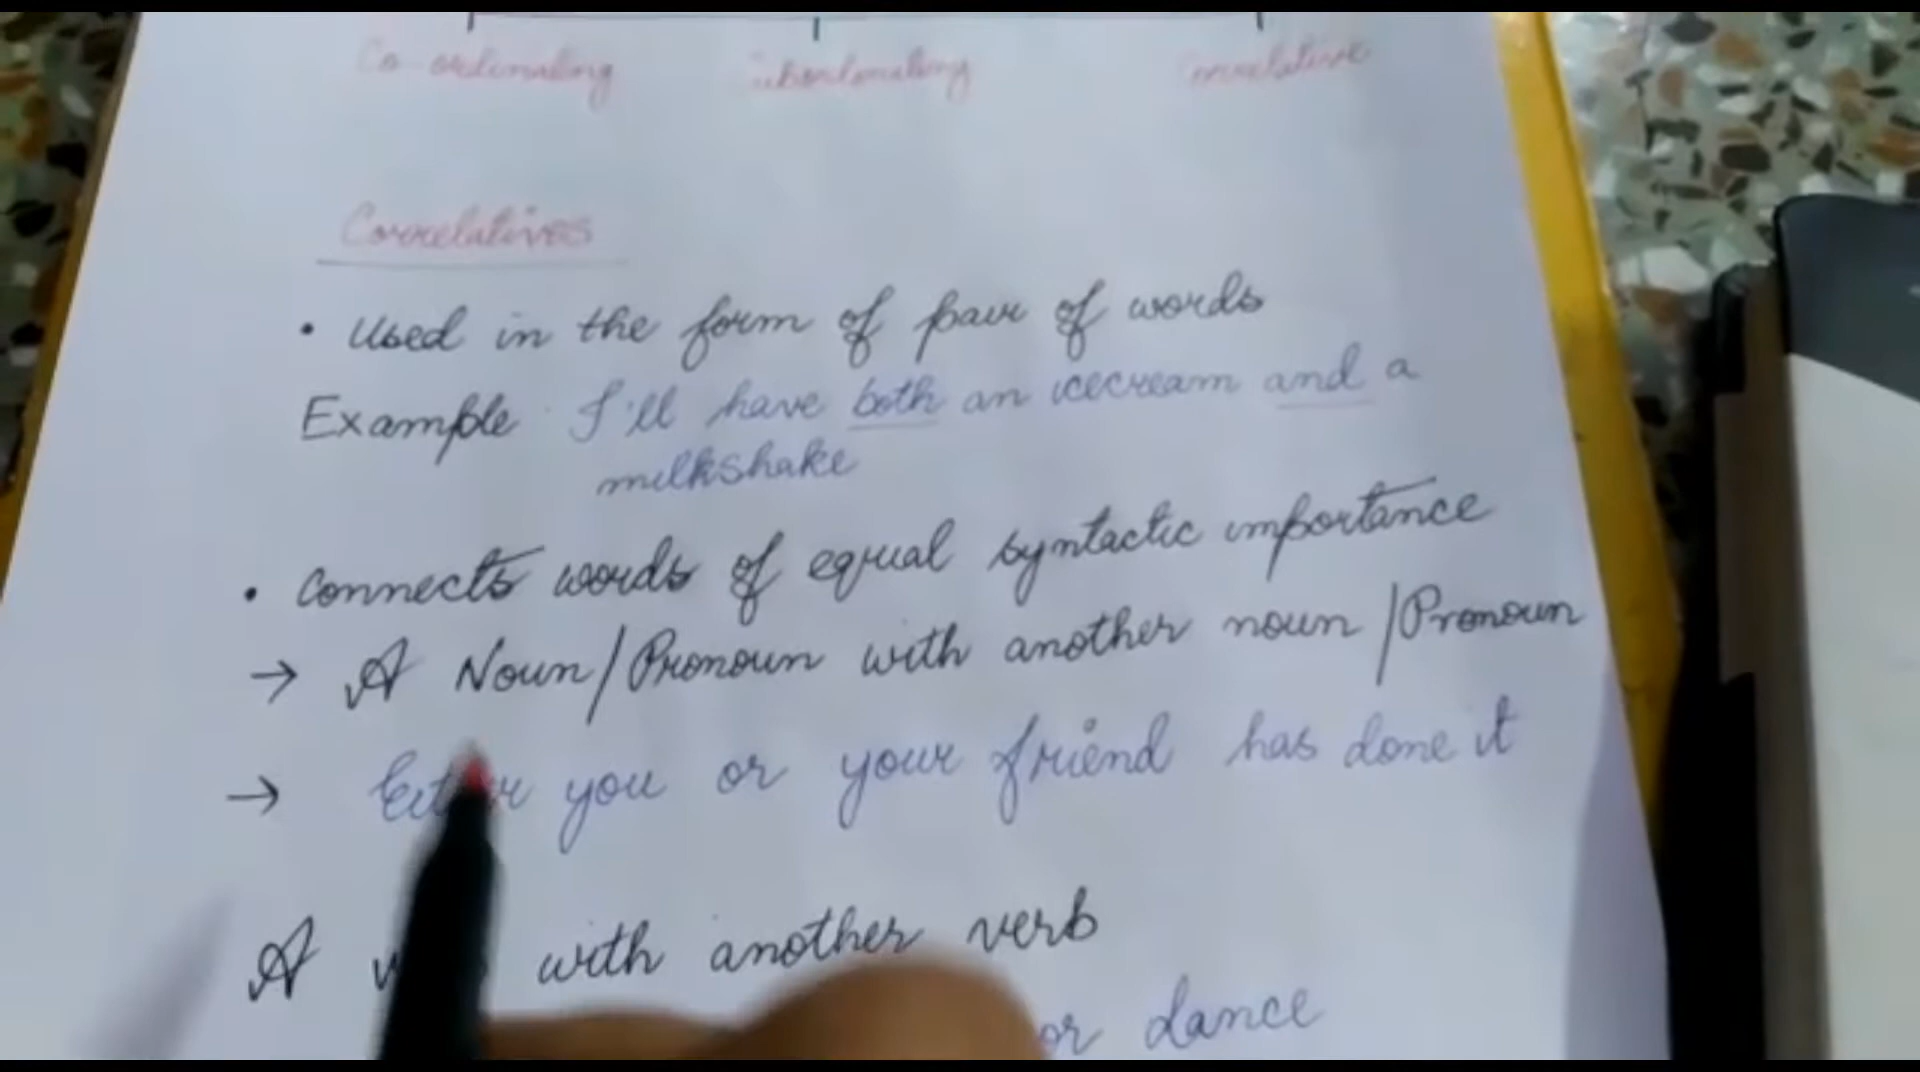 Co-ordinating Subordinating Correlative
Correlatives
• Used in the form of pair of words
Example I'll have both an icecream and a
milkshake
• Connects words of equal syntactic importance
→ A Noun/Pronoun with another noun/Pronoun
→ Either you or your friend has done it
A with another verb
or dance